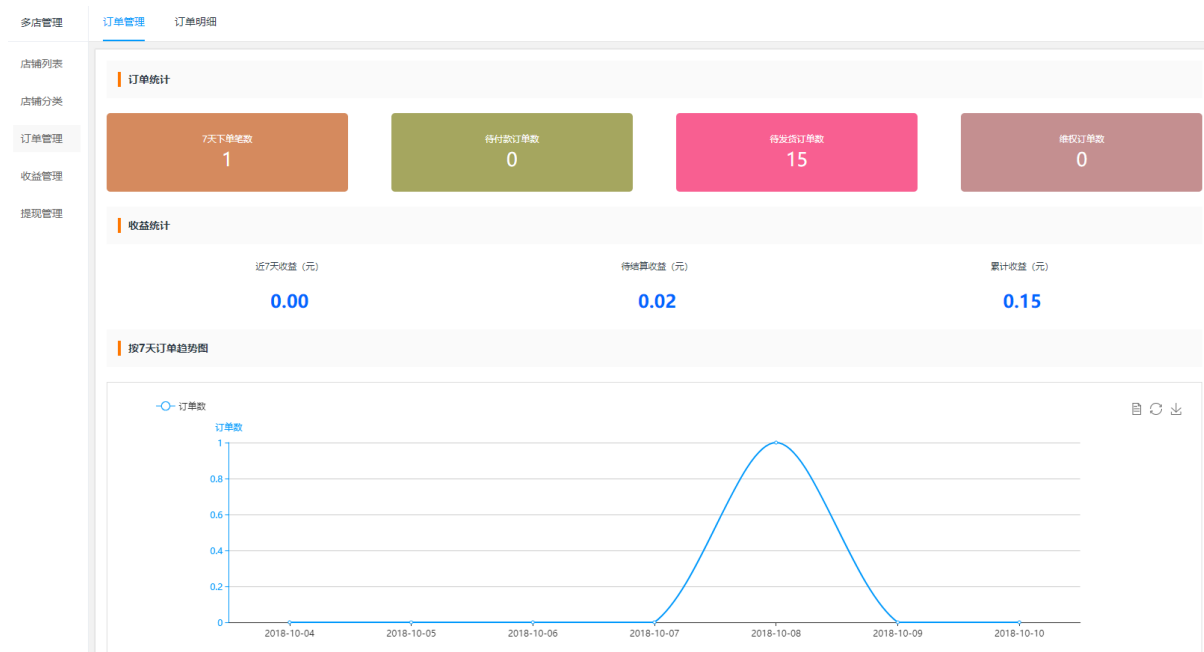 多店管理
订单管理
订单明细
店铺列表
店铺分类
订单管理
收益管理
提现管理
订单统计
7天下单笔数
1
待付款订单数
0
待发货订单数
15
维权订单数
0
收益统计
近7天收益（元）
0.00
待结算收益（元）
0.02
累计收益（元）
0.15
按7天订单趋势图
订单数
订单数
1
0.8
0.6
0.4
0.2
0
2018-10-04
2018-10-05
2018-10-06
2018-10-07
2018-10-08
2018-10-09
2018-10-10